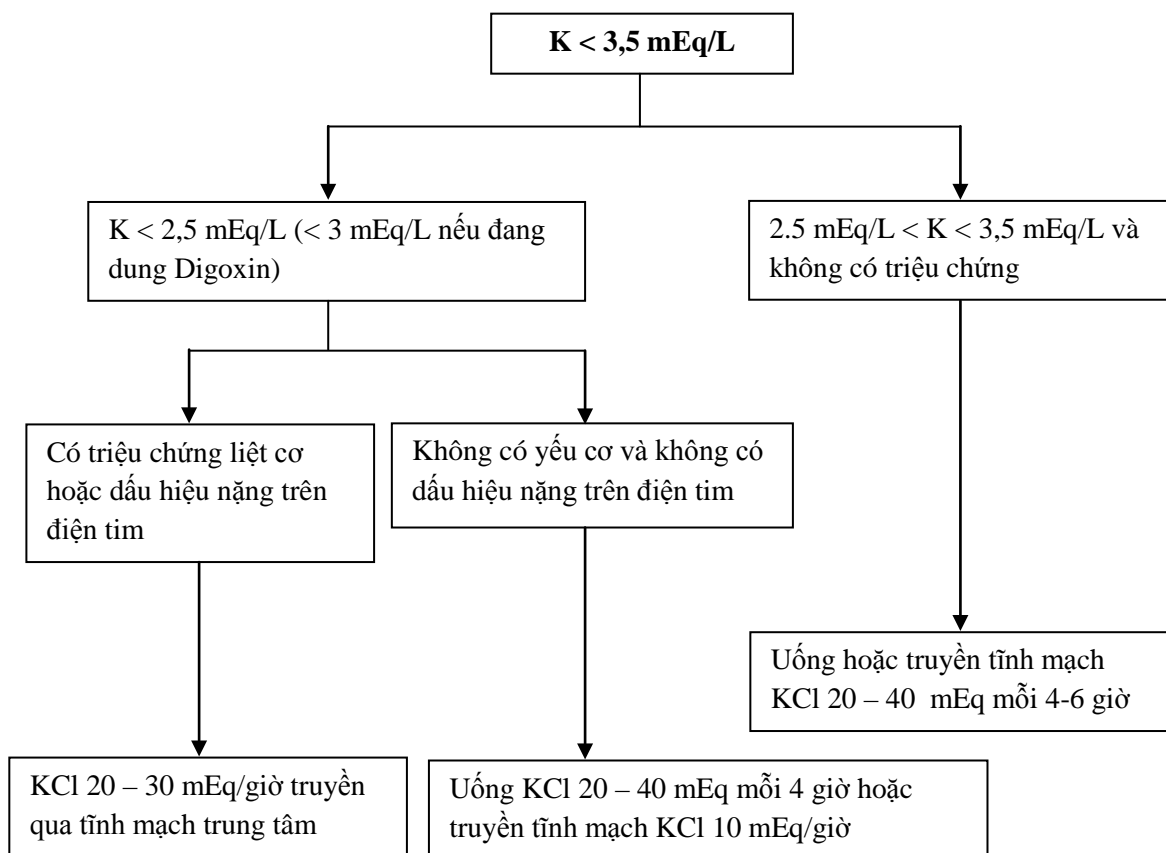 K < 3,5 mEq/L
K < 2,5 mEq/L (< 3 mEq/L nếu đang
dung Digoxin)
2.5 mEq/L < K < 3,5 mEq/L và
không có triệu chứng
Có triệu chứng liệt cơ
hoặc dấu hiệu nặng trên
điện tim
Không có yếu cơ và không có
dấu hiệu nặng trên điện tim
Uống hoặc truyền tĩnh mạch
KCl 20 – 40 mEq mỗi 4-6 giờ
KCl 20 – 30 mEq/giờ truyền
qua tĩnh mạch trung tâm
Uống KCl 20 – 40 mEq mỗi 4 giờ hoặc
truyền tĩnh mạch KCl 10 mEq/giờ